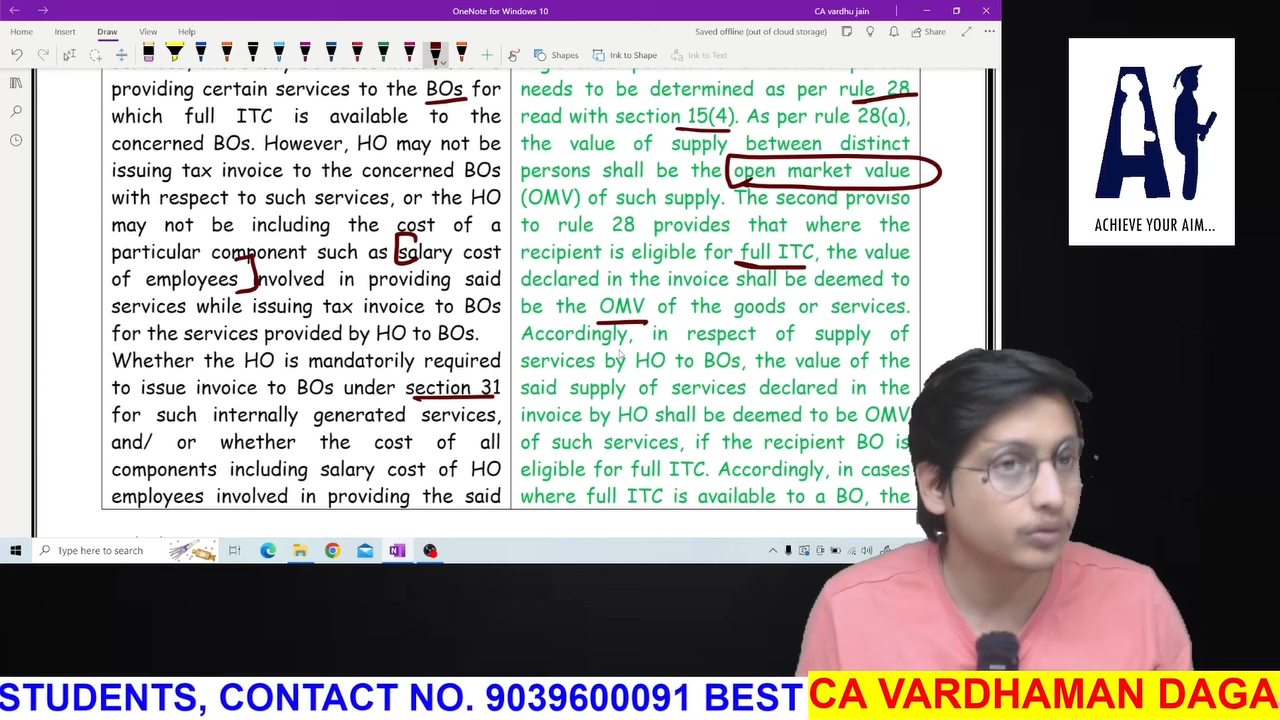 OneNote for Windows 10
CA vardhu jain
Home Insert Draw View Help
Saved offline (out of cloud storage)
Share
Shapes
Ink to Shape
Ink to Text
providing certain services to the BOs for
which full ITC is available to the
concerned BOs. However, HO may not be
issuing tax invoice to the concerned BOs
with respect to such services, or the HO
may not be including the cost of a
particular component such as salary cost
of employees involved in providing said
services while issuing tax invoice to BOs
for the services provided by HO to BOs.
Whether the HO is mandatorily required
to issue invoice to BOs under section 31
for such internally generated services,
and/ or whether the cost of all
components including salary cost of HO
employees involved in providing the said
needs to be determined as per rule 28
read with section 15(4). As per rule 28(a),
the value of supply between distinct
persons shall be the open market value
(OMV) of such supply. The second proviso
to rule 28 provides that where the
recipient is eligible for full ITC, the value
declared in the invoice shall be deemed to
be the OMV of the goods or services.
Accordingly, in respect of supply of
services by HO to BOs, the value of the
said supply of services declared in the
invoice by HO shall be deemed to be OMV
of such services, if the recipient BO is
eligible for full ITC. Accordingly, in cases
where full ITC is available to a BO, the
ACHIEVE YOUR AIM...
Type here to search
STUDENTS, CONTACT NO. 9039600091 BEST
CA VARDHAMAN DAGA